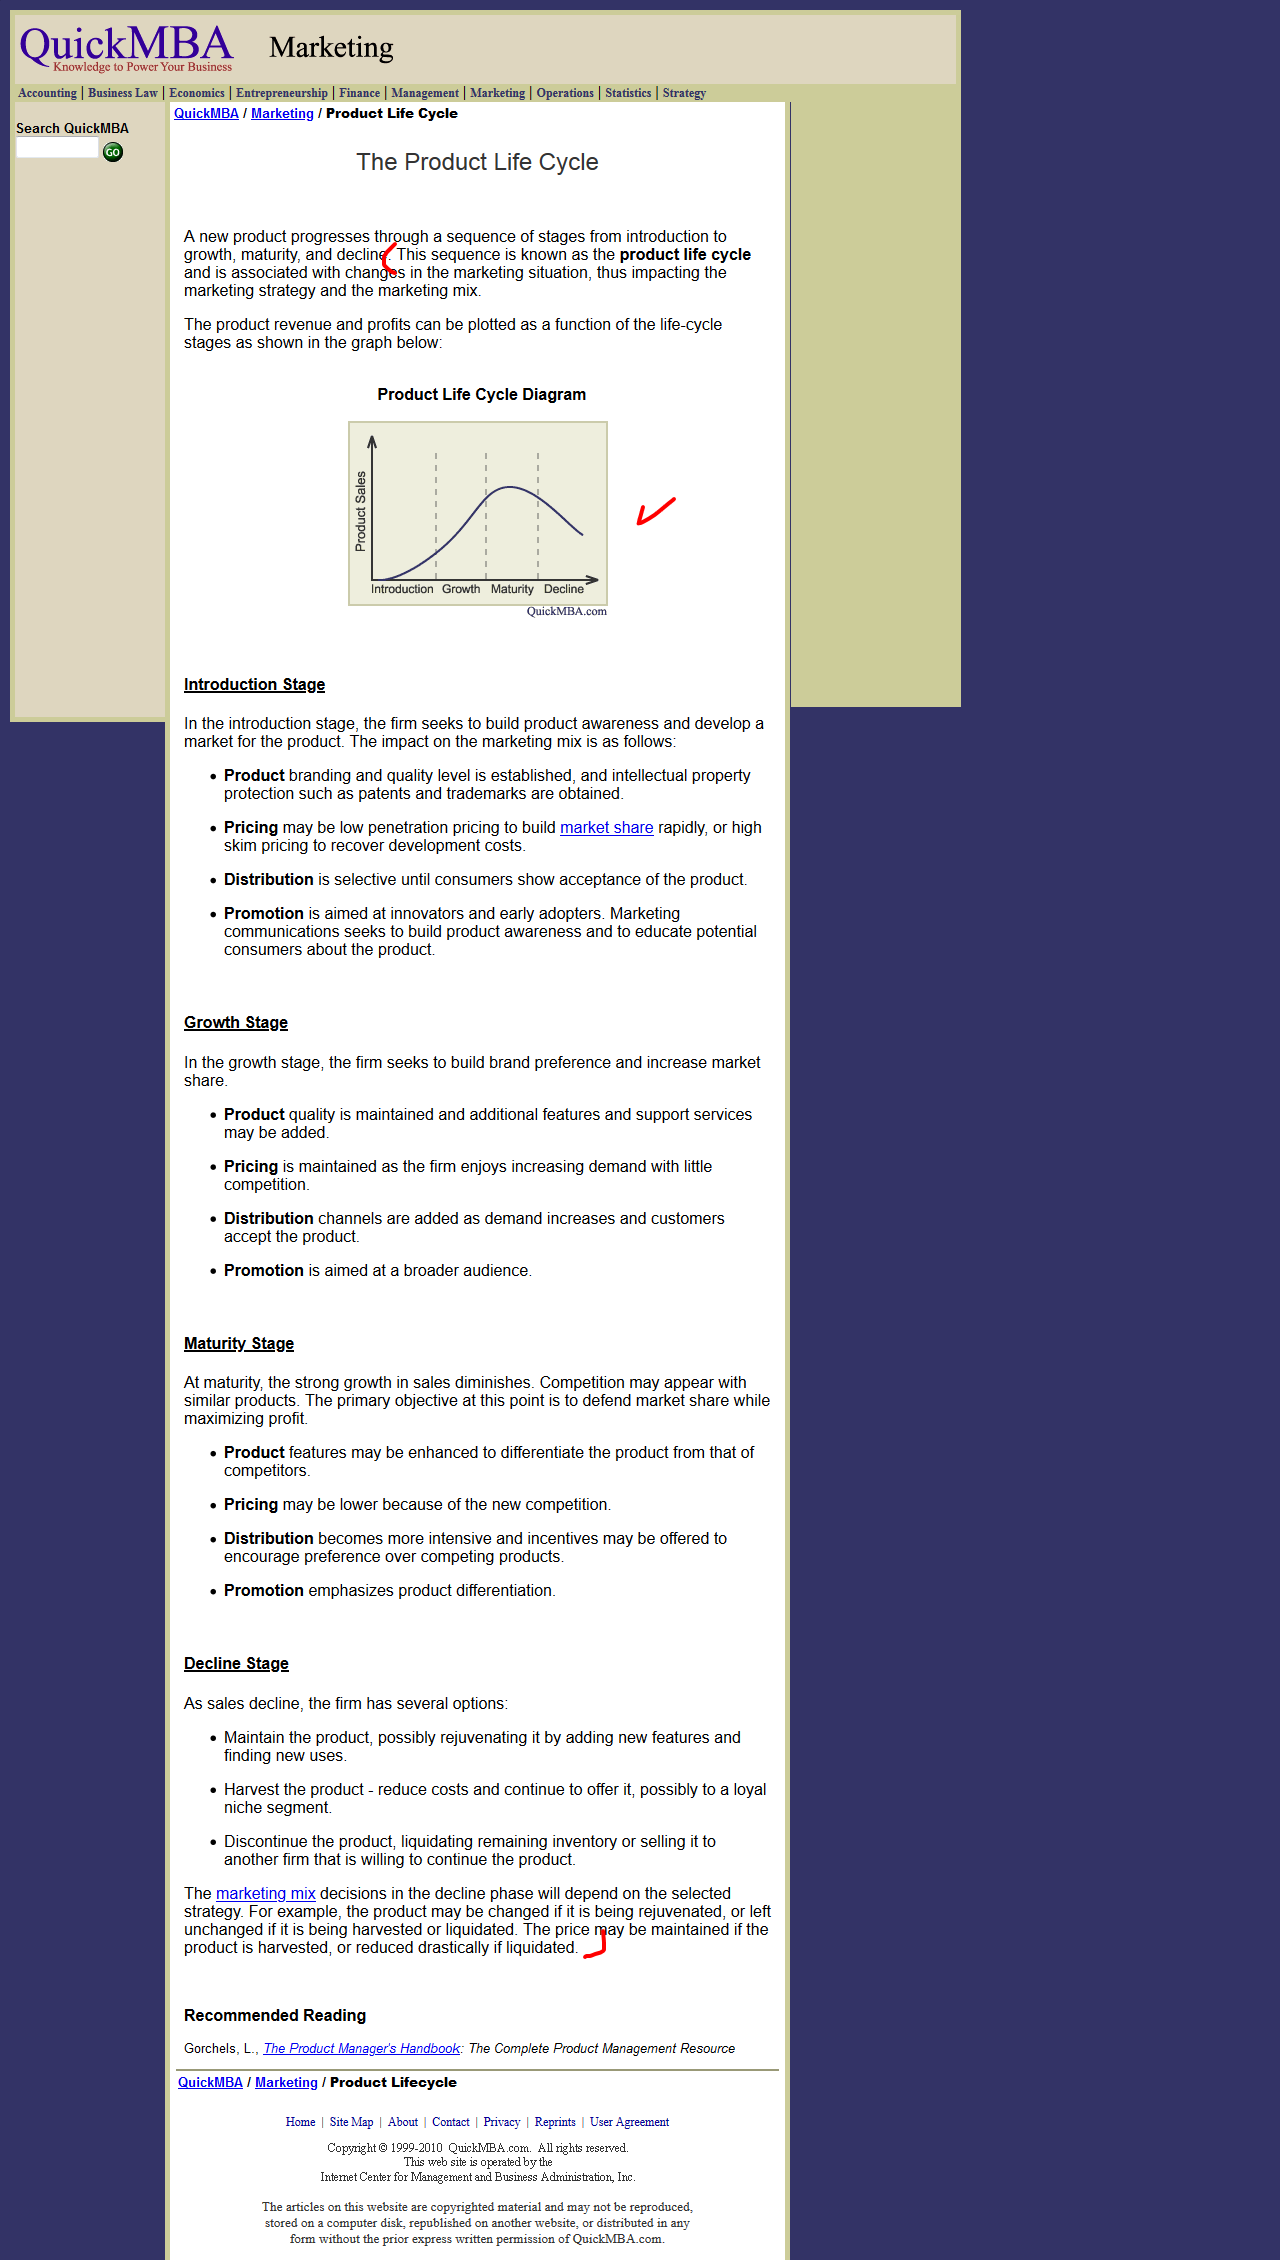 QuickMBA
Knowledge to Power Your Business
Marketing
Accounting | Business Law | Economics | Entrepreneurship | Finance | Management | Marketing | Operations | Statistics | Strategy
Search QuickMBA
GO
QuickMBA / Marketing / Product Life Cycle
The Product Life Cycle
A new product progresses through a sequence of stages from introduction to
growth, maturity, and decline. This sequence is known as the product life cycle
and is associated with changes in the marketing situation, thus impacting the
marketing strategy and the marketing mix.
The product revenue and profits can be plotted as a function of the life-cycle
stages as shown in the graph below:
Product Life Cycle Diagram
Product Sales
Introduction Growth Maturity Decline
QuickMBA.com
Introduction Stage
In the introduction stage, the firm seeks to build product awareness and develop a
market for the product. The impact on the marketing mix is as follows:
• Product branding and quality level is established, and intellectual property
protection such as patents and trademarks are obtained.
• Pricing may be low penetration pricing to build market share rapidly, or high
skim pricing to recover development costs.
• Distribution is selective until consumers show acceptance of the product.
• Promotion is aimed at innovators and early adopters. Marketing
communications seeks to build product awareness and to educate potential
consumers about the product.
Growth Stage
In the growth stage, the firm seeks to build brand preference and increase market
share.
• Product quality is maintained and additional features and support services
may be added.
• Pricing is maintained as the firm enjoys increasing demand with little
competition.
• Distribution channels are added as demand increases and customers
accept the product.
• Promotion is aimed at a broader audience.
Maturity Stage
At maturity, the strong growth in sales diminishes. Competition may appear with
similar products. The primary objective at this point is to defend market share while
maximizing profit.
• Product features may be enhanced to differentiate the product from that of
competitors.
• Pricing may be lower because of the new competition.
• Distribution becomes more intensive and incentives may be offered to
encourage preference over competing products.
• Promotion emphasizes product differentiation.
Decline Stage
As sales decline, the firm has several options:
• Maintain the product, possibly rejuvenating it by adding new features and
finding new uses.
• Harvest the product - reduce costs and continue to offer it, possibly to a loyal
niche segment.
• Discontinue the product, liquidating remaining inventory or selling it to
another firm that is willing to continue the product.
The marketing mix decisions in the decline phase will depend on the selected
strategy. For example, the product may be changed if it is being rejuvenated, or left
unchanged if it is being harvested or liquidated. The price may be maintained if the
product is harvested, or reduced drastically if liquidated.
Recommended Reading
Gorchels, L., The Product Manager's Handbook: The Complete Product Management Resource
QuickMBA / Marketing / Product Lifecycle
Home | Site Map | About | Contact | Privacy | Reprints | User Agreement
Copyright © 1999-2010 QuickMBA.com. All rights reserved.
This web site is operated by the
Internet Center for Management and Business Administration, Inc.
The articles on this website are copyrighted material and may not be reproduced,
stored on a computer disk, republished on another website, or distributed in any
form without the prior express written permission of QuickMBA.com.